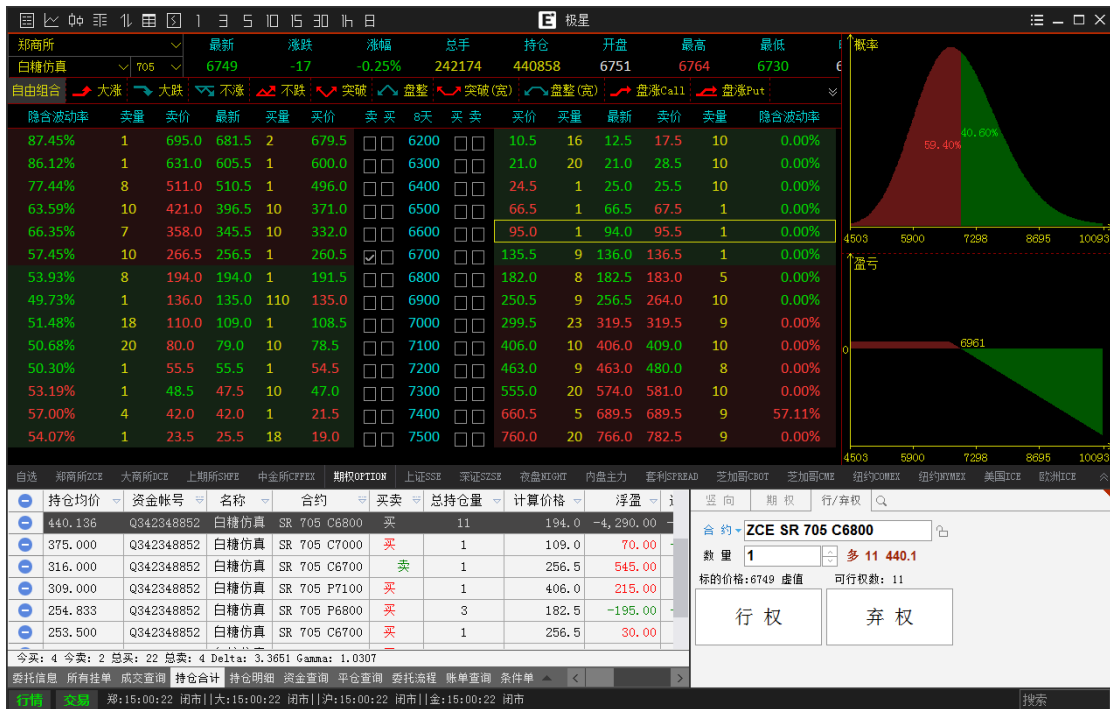 1 3 5 10 15 30 1h 日 极星
郑商所 最新 涨跌 涨幅 总手 持仓 开盘 最高 最低
白糖仿真 705 6749 -17 -0.25% 242174 440858 6751 6764 6730 6
自由组合 大涨 大跌 不涨 不跌 突破 盘整 突破(宽) 盘整(宽) 盘涨Call 盘涨Put
隐含波动率 卖量 卖价 最新 买量 买价 卖 买 8天 买 卖 买价 买量 最新 卖价 卖量 隐含波动率
87.45% 1 695.0 681.5 2 679.5 6200 10.5 16 12.5 17.5 10 0.00%
86.12% 1 631.0 605.5 1 600.0 6300 21.0 20 21.0 28.5 10 0.00%
77.44% 8 511.0 510.5 1 496.0 6400 24.5 1 25.0 25.5 10 0.00%
63.59% 10 421.0 396.5 10 371.0 6500 66.5 1 66.5 67.5 1 0.00%
66.35% 7 358.0 345.5 10 332.0 6600 95.0 1 94.0 95.5 1 0.00%
57.45% 10 266.5 256.5 1 260.5 6700 135.5 9 136.0 136.5 1 0.00%
53.93% 8 194.0 194.0 1 191.5 6800 182.0 8 182.5 183.0 5 0.00%
49.73% 1 136.0 135.0 110 135.0 6900 250.5 9 256.5 264.0 10 0.00%
51.48% 18 110.0 109.0 1 108.5 7000 299.5 23 319.5 319.5 9 0.00%
50.68% 20 80.0 79.0 10 78.5 7100 406.0 10 406.0 409.0 10 0.00%
50.30% 1 55.5 55.5 1 54.5 7200 463.0 9 463.0 480.0 8 0.00%
53.19% 1 48.5 47.5 10 47.0 7300 555.0 20 574.0 581.0 10 0.00%
57.00% 4 42.0 42.0 1 21.5 7400 660.5 5 689.5 689.5 9 57.11%
54.07% 1 23.5 25.5 18 19.0 7500 760.0 20 766.0 782.5 9 0.00%
概率
59.40% 40.60%
4503 5900 7298 8695 10093
盈亏
0 6961
4503 5900 7298 8695 10093
自选 郑商所ZCE 大商所DCE 上期所SHFE 中金所CFFEX 期权OPTION 上证SSE 深证SZSE 夜盘NIGHT 内盘主力 套利SPREAD 芝加哥CBOT 芝加哥CME 纽约COMEX 纽约NYMEX 美国ICE 欧洲ICE
持仓均价 资金帐号 名称 合约 买卖 总持仓量 计算价格 浮盈
440.136 Q342348852 白糖仿真 SR 705 C6800 买 11 194.0 -4,290.00
375.000 Q342348852 白糖仿真 SR 705 C7000 买 1 109.0 70.00
316.000 Q342348852 白糖仿真 SR 705 C6700 卖 1 256.5 545.00
309.000 Q342348852 白糖仿真 SR 705 P7100 买 1 406.0 215.00
254.833 Q342348852 白糖仿真 SR 705 P6800 买 3 182.5 -195.00
253.500 Q342348852 白糖仿真 SR 705 C6700 买 1 256.5 30.00
今买: 4 今卖: 2 总买: 22 总卖: 4 Delta: 3.3651 Gamma: 1.0307
委托信息 所有挂单 成交查询 持仓合计 持仓明细 资金查询 平仓查询 委托流程 账单查询 条件单
竖向 期权 行/弃权
合约 ZCE SR 705 C6800
数量 1 多 11 440.1
标的价格:6749 虚值 可行权数: 11
行权 弃权
行情 交易 郑:15:00:22 闭市||大:15:00:22 闭市||沪:15:00:22 闭市||金:15:00:22 闭市 搜索